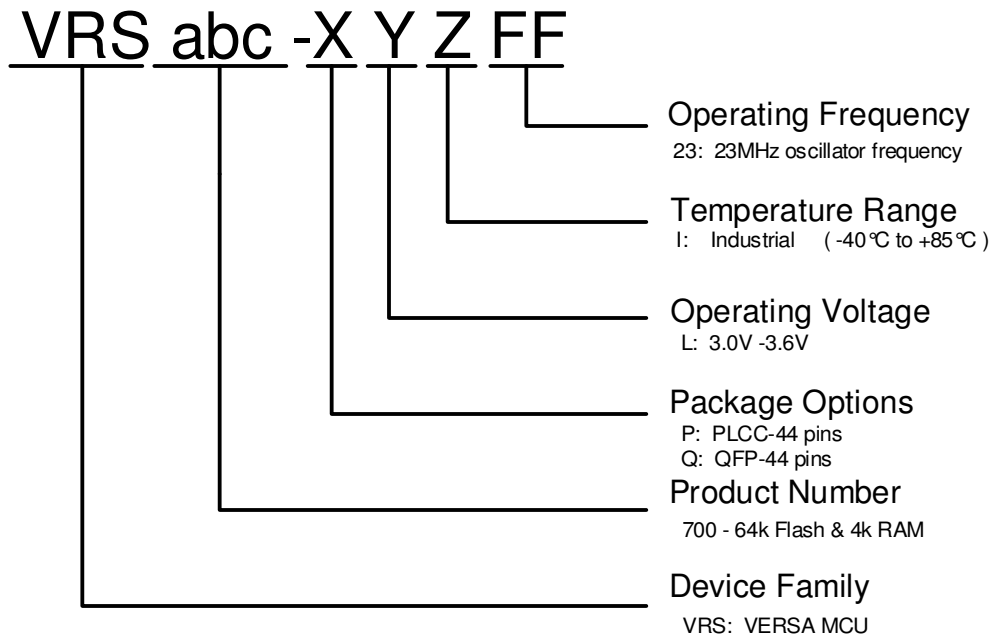 VRS abc -X Y Z FF
Operating Frequency
23: 23MHz oscillator frequency
Temperature Range
I: Industrial ( -40°C to +85°C )
Operating Voltage
L: 3.0V -3.6V
Package Options
P: PLCC-44 pins
Q: QFP-44 pins
Product Number
700 - 64k Flash & 4k RAM
Device Family
VRS: VERSA MCU